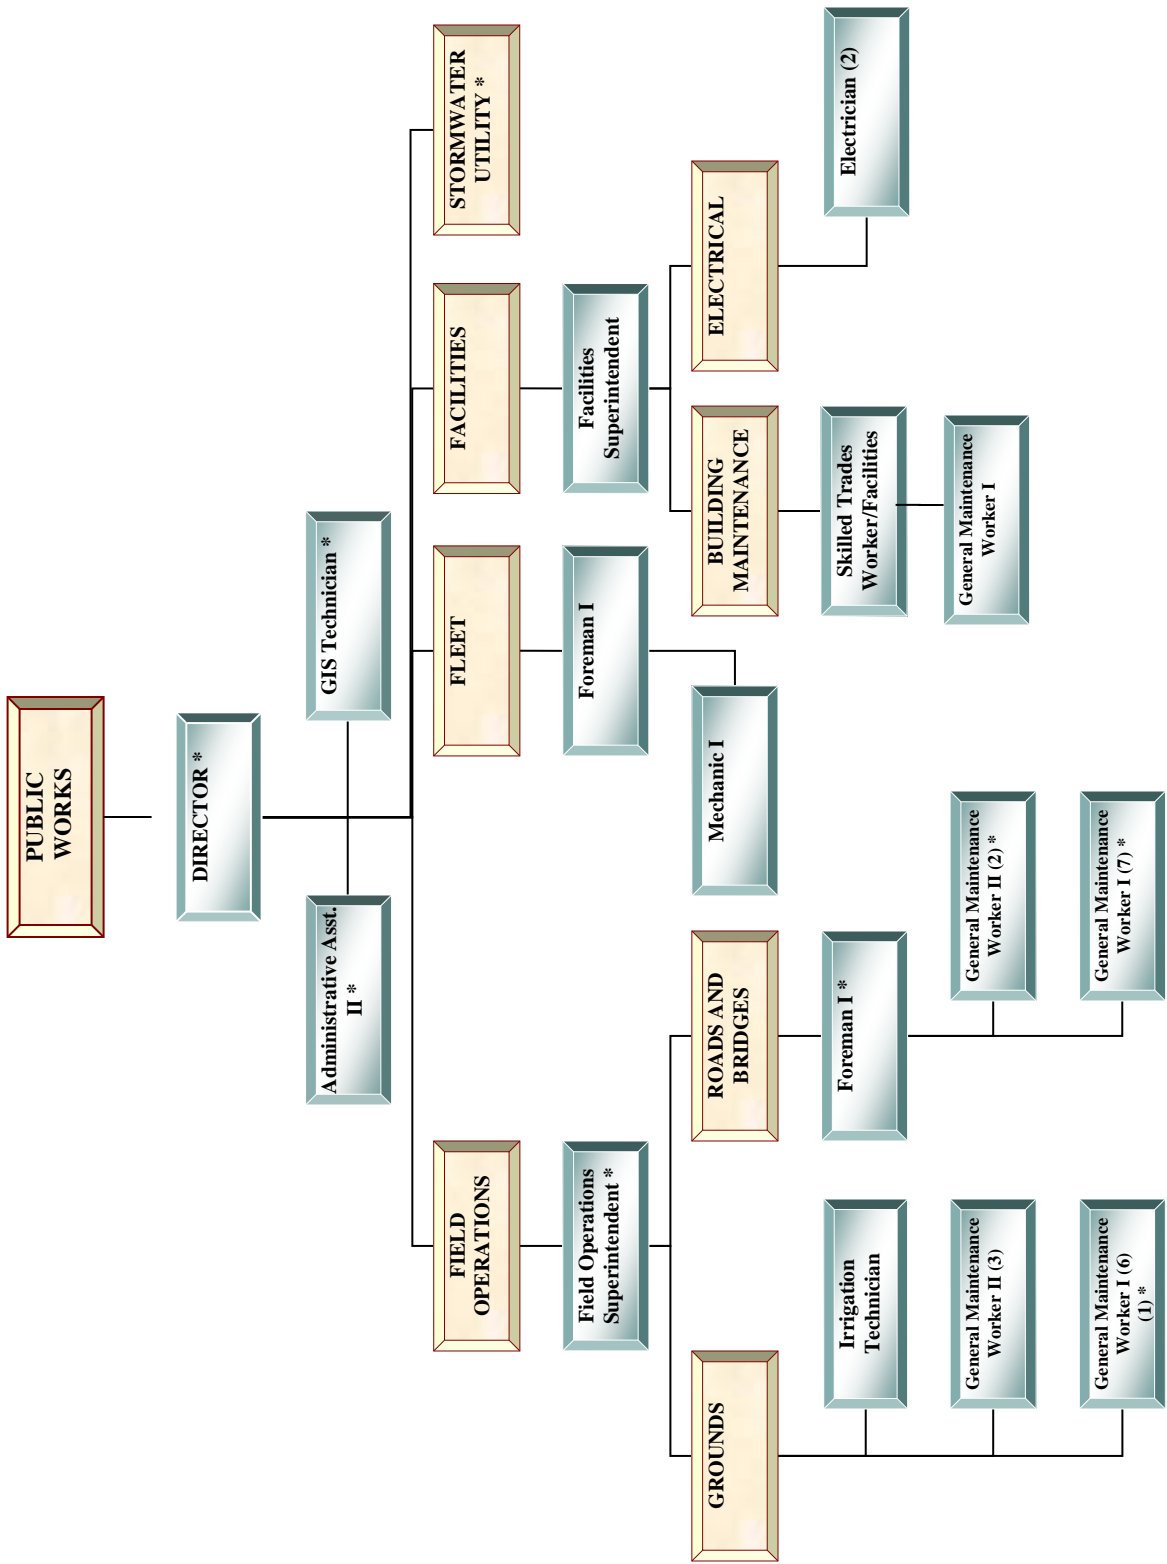 PUBLIC
WORKS
DIRECTOR *
Administrative Asst.
II *
GIS Technician *
FIELD
OPERATIONS
FLEET
FACILITIES
STORMWATER
UTILITY *
Field Operations
Superintendent *
Foreman I
Facilities
Superintendent
GROUNDS
ROADS AND
BRIDGES
Mechanic I
BUILDING
MAINTENANCE
ELECTRICAL
Irrigation
Technician
Foreman I *
Skilled Trades
Worker/Facilities
Electrician (2)
General Maintenance
Worker II (3)
General Maintenance
Worker II (2) *
General Maintenance
Worker I
General Maintenance
Worker I (6)
(1) *
General Maintenance
Worker I (7) *